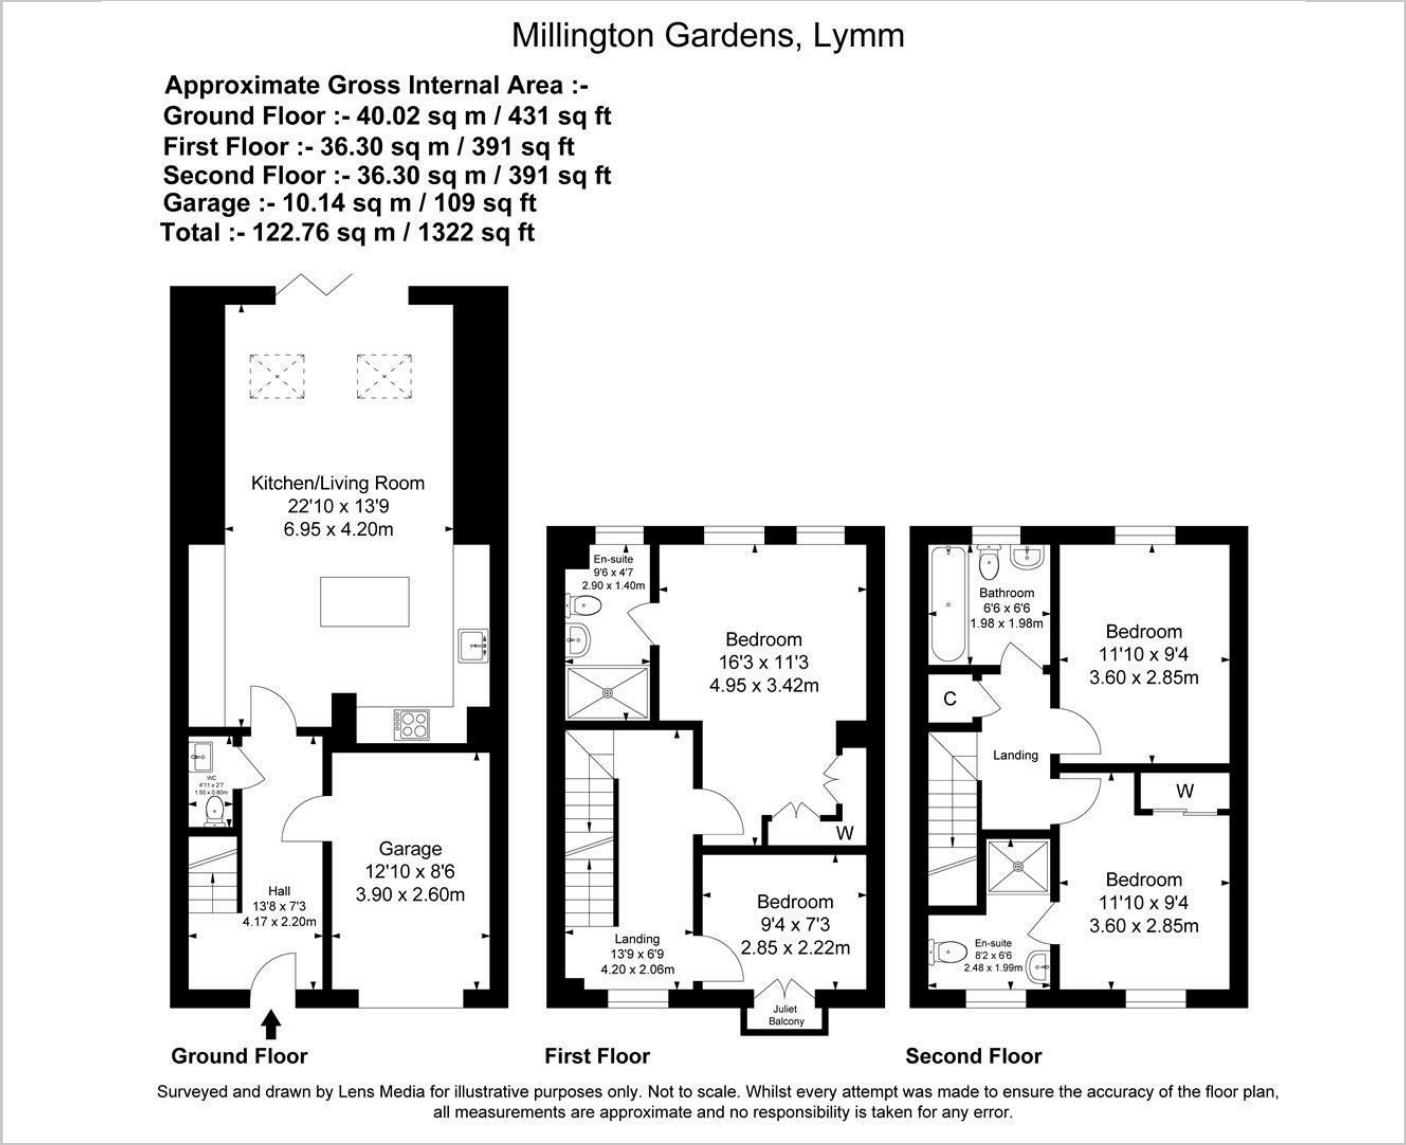 Millington Gardens, Lymm
Approximate Gross Internal Area :-
Ground Floor :- 40.02 sq m / 431 sq ft
First Floor :- 36.30 sq m / 391 sq ft
Second Floor :- 36.30 sq m / 391 sq ft
Garage :- 10.14 sq m / 109 sq ft
Total :- 122.76 sq m / 1322 sq ft
Kitchen/Living Room
22'10 x 13'9
6.95 x 4.20m
WC
4'11 x 2'7
1.50 x 0.80m
Hall
13'8 x 7'3
4.17 x 2.20m
Garage
12'10 x 8'6
3.90 x 2.60m
Ground Floor
En-suite
9'6 x 4'7
2.90 x 1.40m
Bedroom
16'3 x 11'3
4.95 x 3.42m
W
Bedroom
9'4 x 7'3
2.85 x 2.22m
Landing
13'9 x 6'9
4.20 x 2.06m
Juliet
Balcony
First Floor
Bathroom
6'6 x 6'6
1.98 x 1.98m
Bedroom
11'10 x 9'4
3.60 x 2.85m
C
Landing
W
Bedroom
11'10 x 9'4
3.60 x 2.85m
En-suite
8'2 x 6'6
2.48 x 1.99m
Second Floor
Surveyed and drawn by Lens Media for illustrative purposes only. Not to scale. Whilst every attempt was made to ensure the accuracy of the floor plan,
all measurements are approximate and no responsibility is taken for any error.